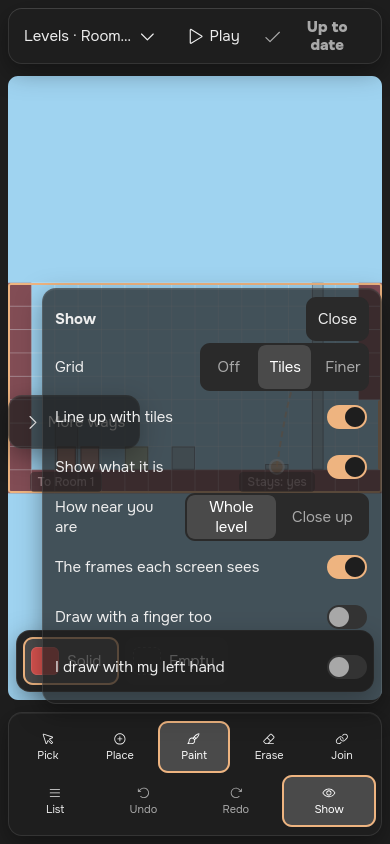 Levels · Room...
Play
Up to
date
Show
Close
Grid
Off
Tiles
Finer
Line up with tiles
More ways
Show what it is
To Room 1
Stays: yes
How near you
are
Whole
level
Close up
The frames each screen sees
Draw with a finger too
Solid
Empty
I draw with my left hand
Pick
Place
Paint
Erase
Join
List
Undo
Redo
Show